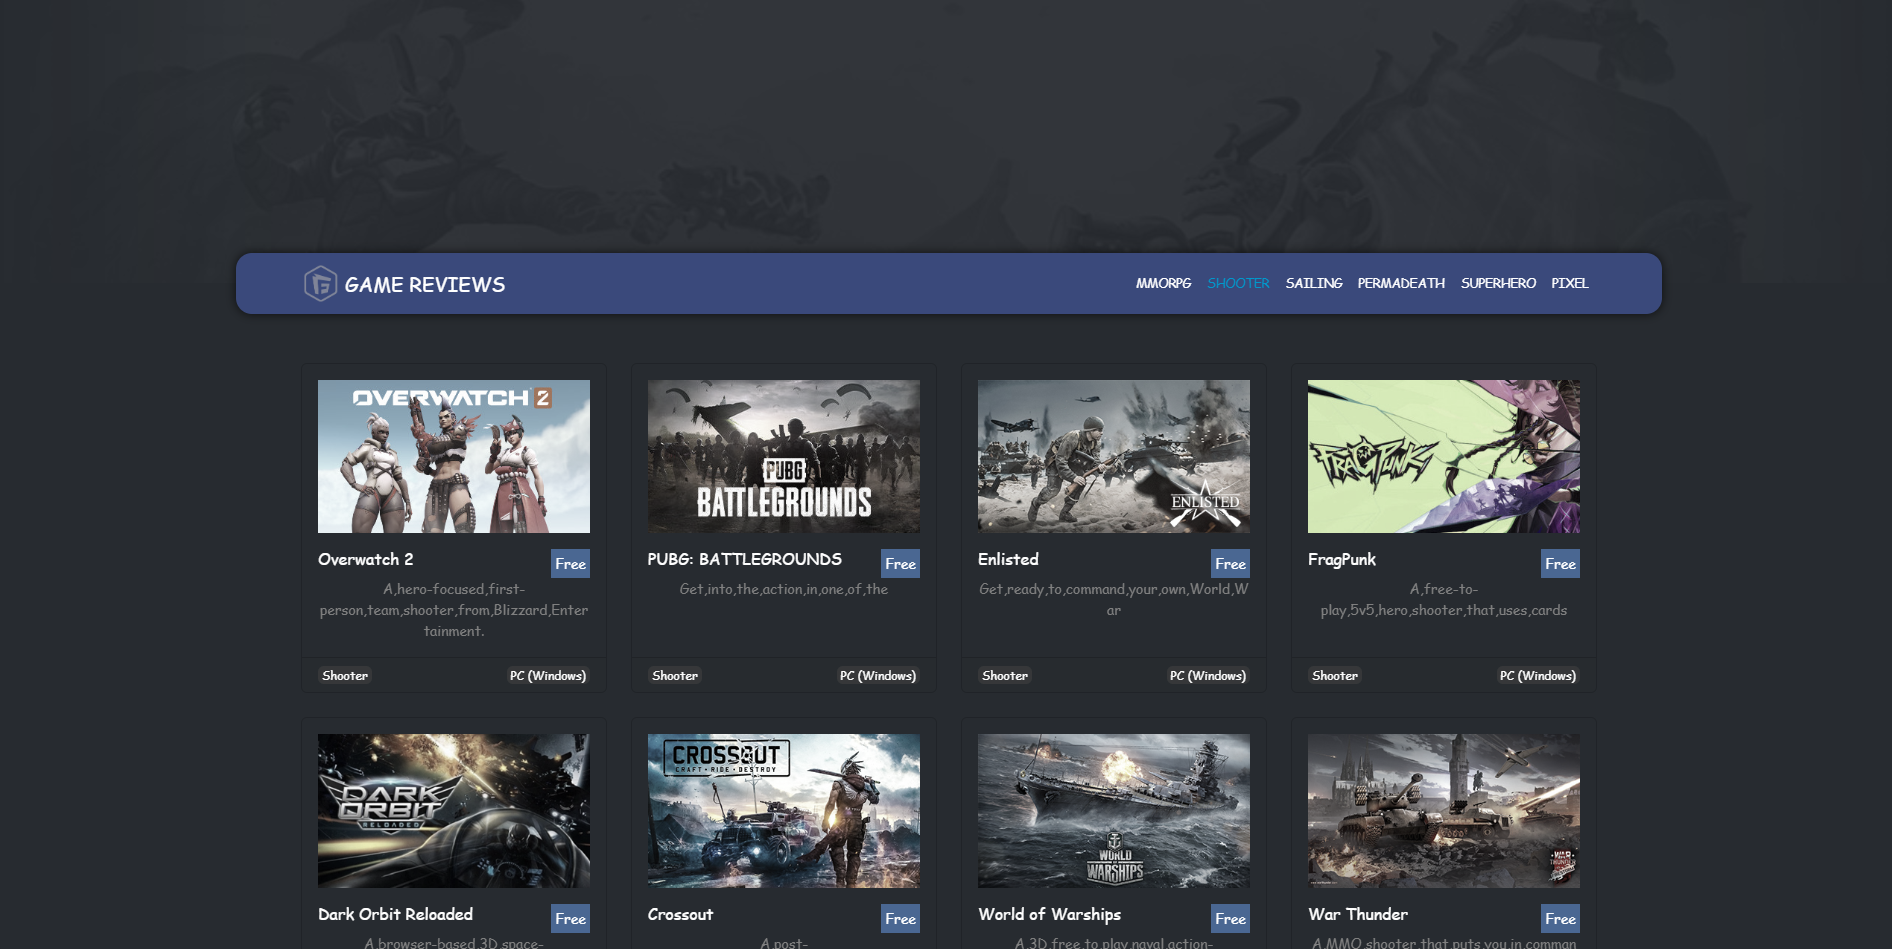 GAME REVIEWS
MMORPG SHOOTER SAILING PERMADEATH SUPERHERO PIXEL
OVERWATCH 2
Overwatch 2
Free
A,hero-focused,first-
person,team,shooter,from,Blizzard,Enter
tainment.
Shooter
PC (Windows)
PUBG
BATTLEGROUNDS
PUBG: BATTLEGROUNDS
Free
Get,into,the,action,in,one,of,the
Shooter
PC (Windows)
ENLISTED
Enlisted
Free
Get,ready,to,command,your,own,World,W
ar
Shooter
PC (Windows)
FRAGPUNK
FragPunk
Free
A,free-to-
play,5v5,hero,shooter,that,uses,cards
Shooter
PC (Windows)
DARK
ORBIT
RELOADED
Dark Orbit Reloaded
Free
A,browser-based,3D,space-
CROSSOUT
CRAFT • RIDE • DESTROY
Crossout
Free
A,post-
WORLD
OF
WARSHIPS
World of Warships
Free
A,3D,free,to,play,naval,action-
WAR
THUNDER
War Thunder
Free
A,MMO,shooter,that,puts,you,in,comman